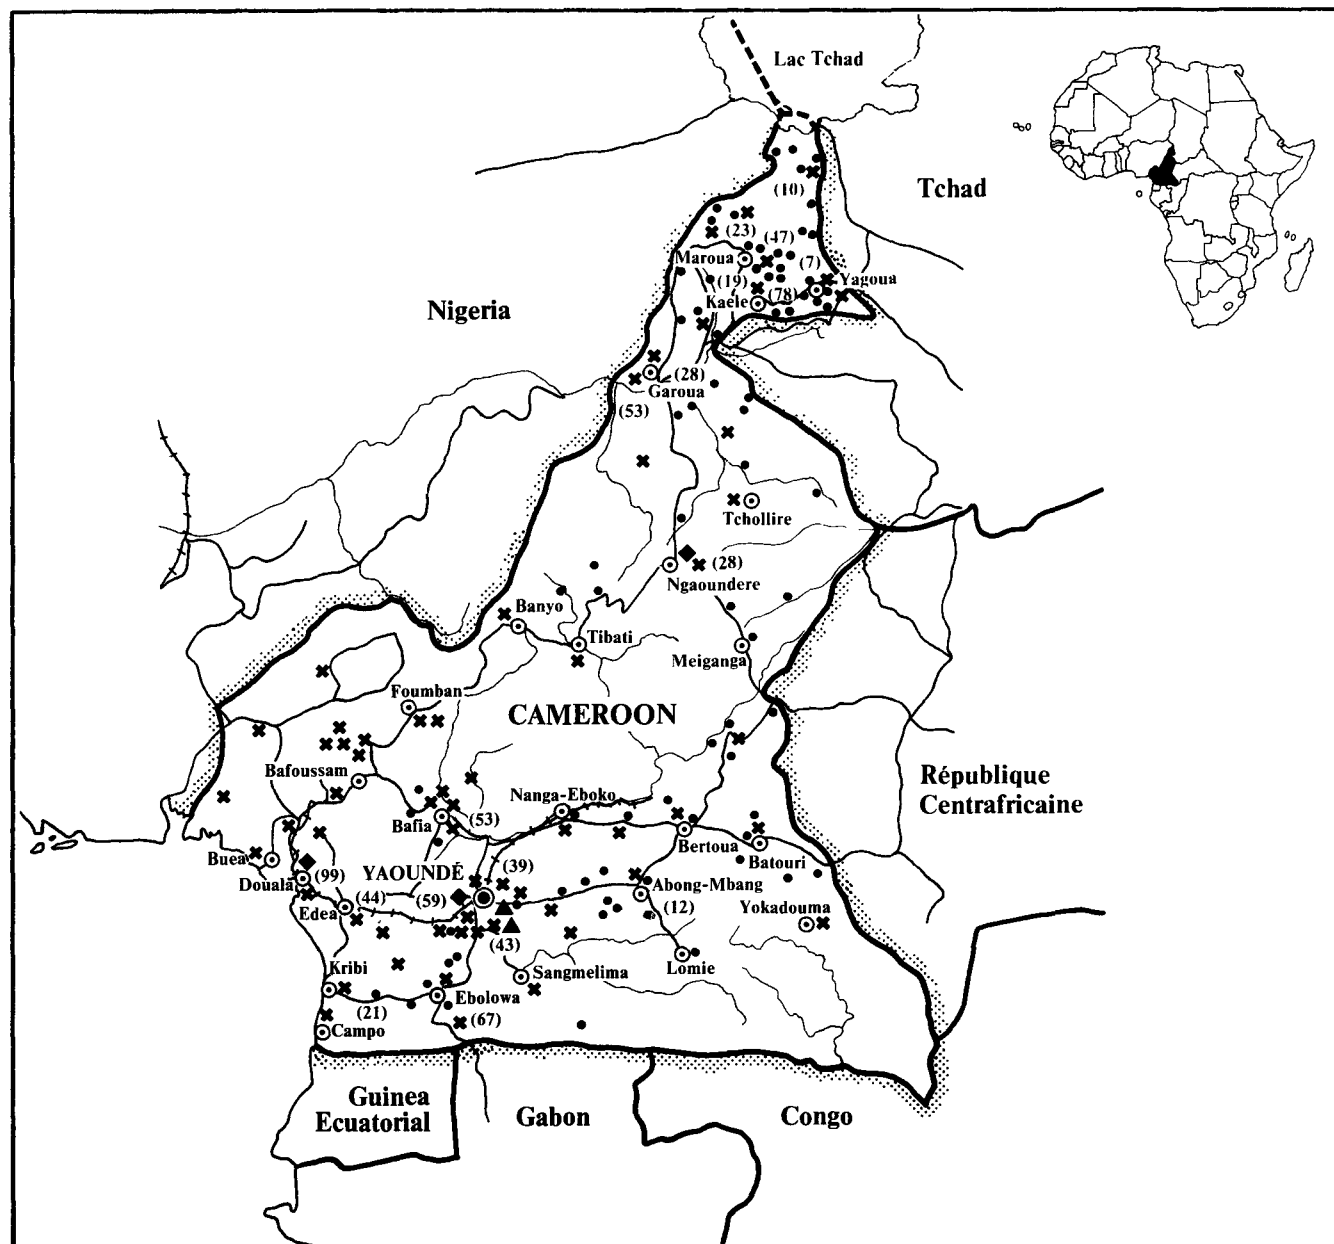 Lac Tchad
Tchad
(10)
(23)
(47)
Maroua
(7)
(19)
Yagoua
Kaele
(78)
Nigeria
(28)
Garoua
(53)
Tchollire
(28)
Ngaoundere
Banyo
Tibati
Meiganga
Foumban
CAMEROON
Bafoussam
République
Centrafricaine
Nanga-Eboko
Bafia
(53)
Bertoua
Batouri
Buea
YAOUNDÉ
(39)
Douala
(99)
(59)
Abong-Mbang
(44)
Edea
(12)
Yokadouma
(43)
Lomie
Kribi
Sangmelima
Ebolowa
(21)
(67)
Campo
Guinea
Ecuatorial
Gabon
Congo